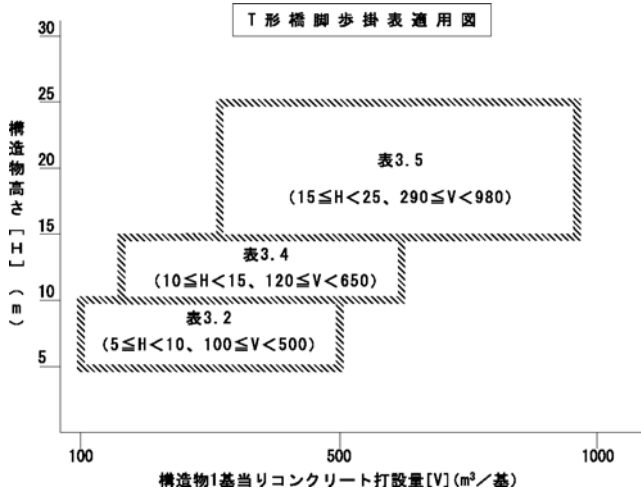 T形橋脚歩掛表適用図
30
25
20
15
10
5
構造物高さ[H] (m)
表3.5
(15≦H<25、290≦V<980)
表3.4
(10≦H<15、120≦V<650)
表3.2
(5≦H<10、100≦V<500)
100 500 1000
構造物1基当りコンクリート打設量[V](m³/基)